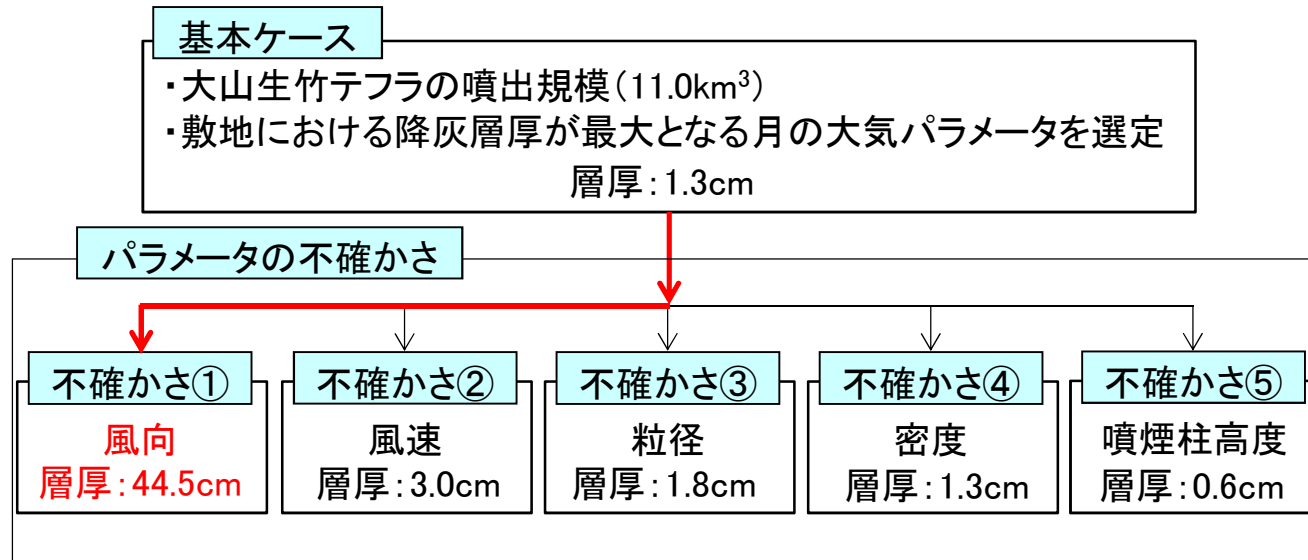 基本ケース
・大山生竹テフラの噴出規模(11.0km³)
・敷地における降灰層厚が最大となる月の大気パラメータを選定
層厚:1.3cm
パラメータの不確かさ
不確かさ①
風向
層厚:44.5cm
不確かさ②
風速
層厚:3.0cm
不確かさ③
粒径
層厚:1.8cm
不確かさ④
密度
層厚:1.3cm
不確かさ⑤
噴煙柱高度
層厚:0.6cm